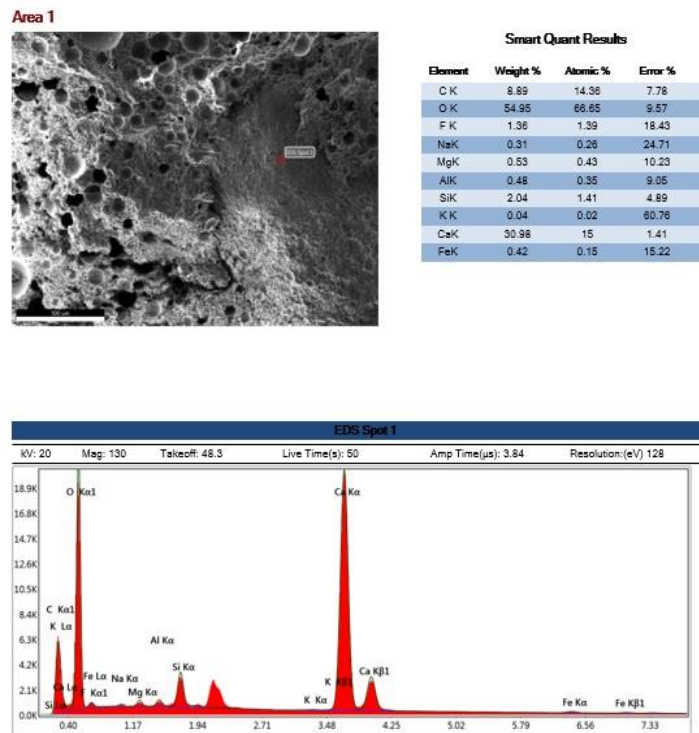 Area 1
EDS Spot 1
500 µm
Smart Quant Results
Element Weight % Atomic % Error %
C K 8.89 14.36 7.78
O K 54.95 66.65 9.57
F K 1.36 1.39 18.43
NaK 0.31 0.26 24.71
MgK 0.53 0.43 10.23
AlK 0.48 0.35 9.05
SiK 2.04 1.41 4.89
K K 0.04 0.02 60.76
CaK 30.98 15 1.41
FeK 0.42 0.15 15.22
EDS Spot 1
kV: 20 Mag: 130 Takeoff: 48.3 Live Time(s): 50 Amp Time(µs): 3.84 Resolution:(eV) 128
18.9K
O Kα1 Ca Kα
16.8K
14.7K
12.6K
10.5K
8.4K
C Kα1
K Lα
6.3K
Al Kα
4.2K
Si Kα Ca Kβ1
Fe Lα Na Kα K Kβ1
Ca Lα
2.1K
F Kα1 Mg Kα
K Kα Fe Kα Fe Kβ1
Si Lα
0.0K
0.40 1.17 1.94 2.71 3.48 4.25 5.02 5.79 6.56 7.33